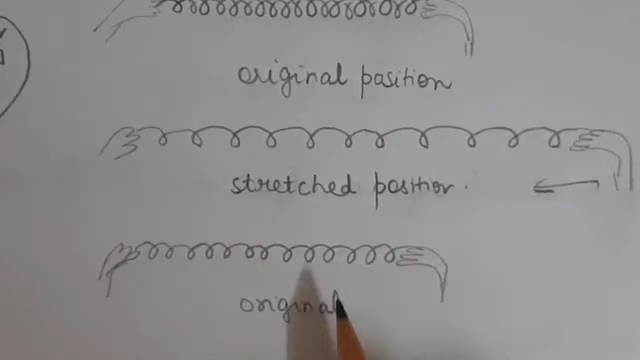 original position
stretched position.
original